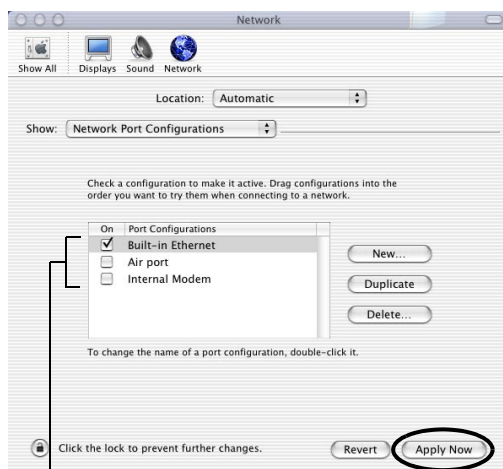 Network
Show All Displays Sound Network
Location: Automatic
Show: Network Port Configurations
Check a configuration to make it active. Drag configurations into the
order you want to try them when connecting to a network.
On Port Configurations
Built-in Ethernet
Air port
Internal Modem
New...
Duplicate
Delete...
To change the name of a port configuration, double-click it.
Click the lock to prevent further changes.
Revert Apply Now